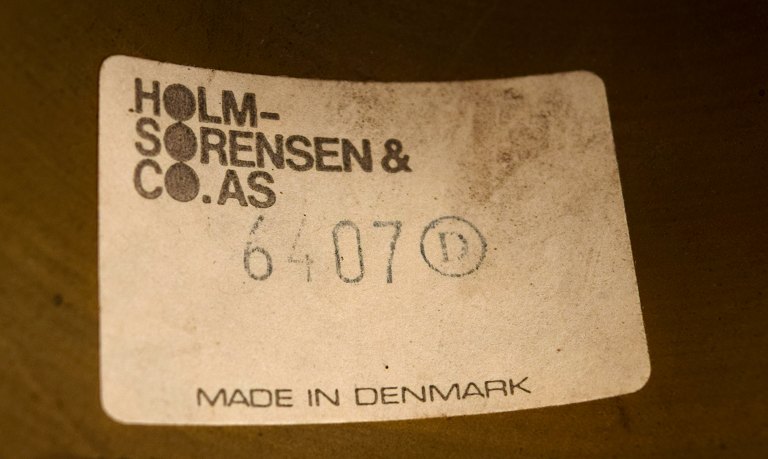 HOLM-
SORENSEN &
CO.AS
6407 D
MADE IN DENMARK